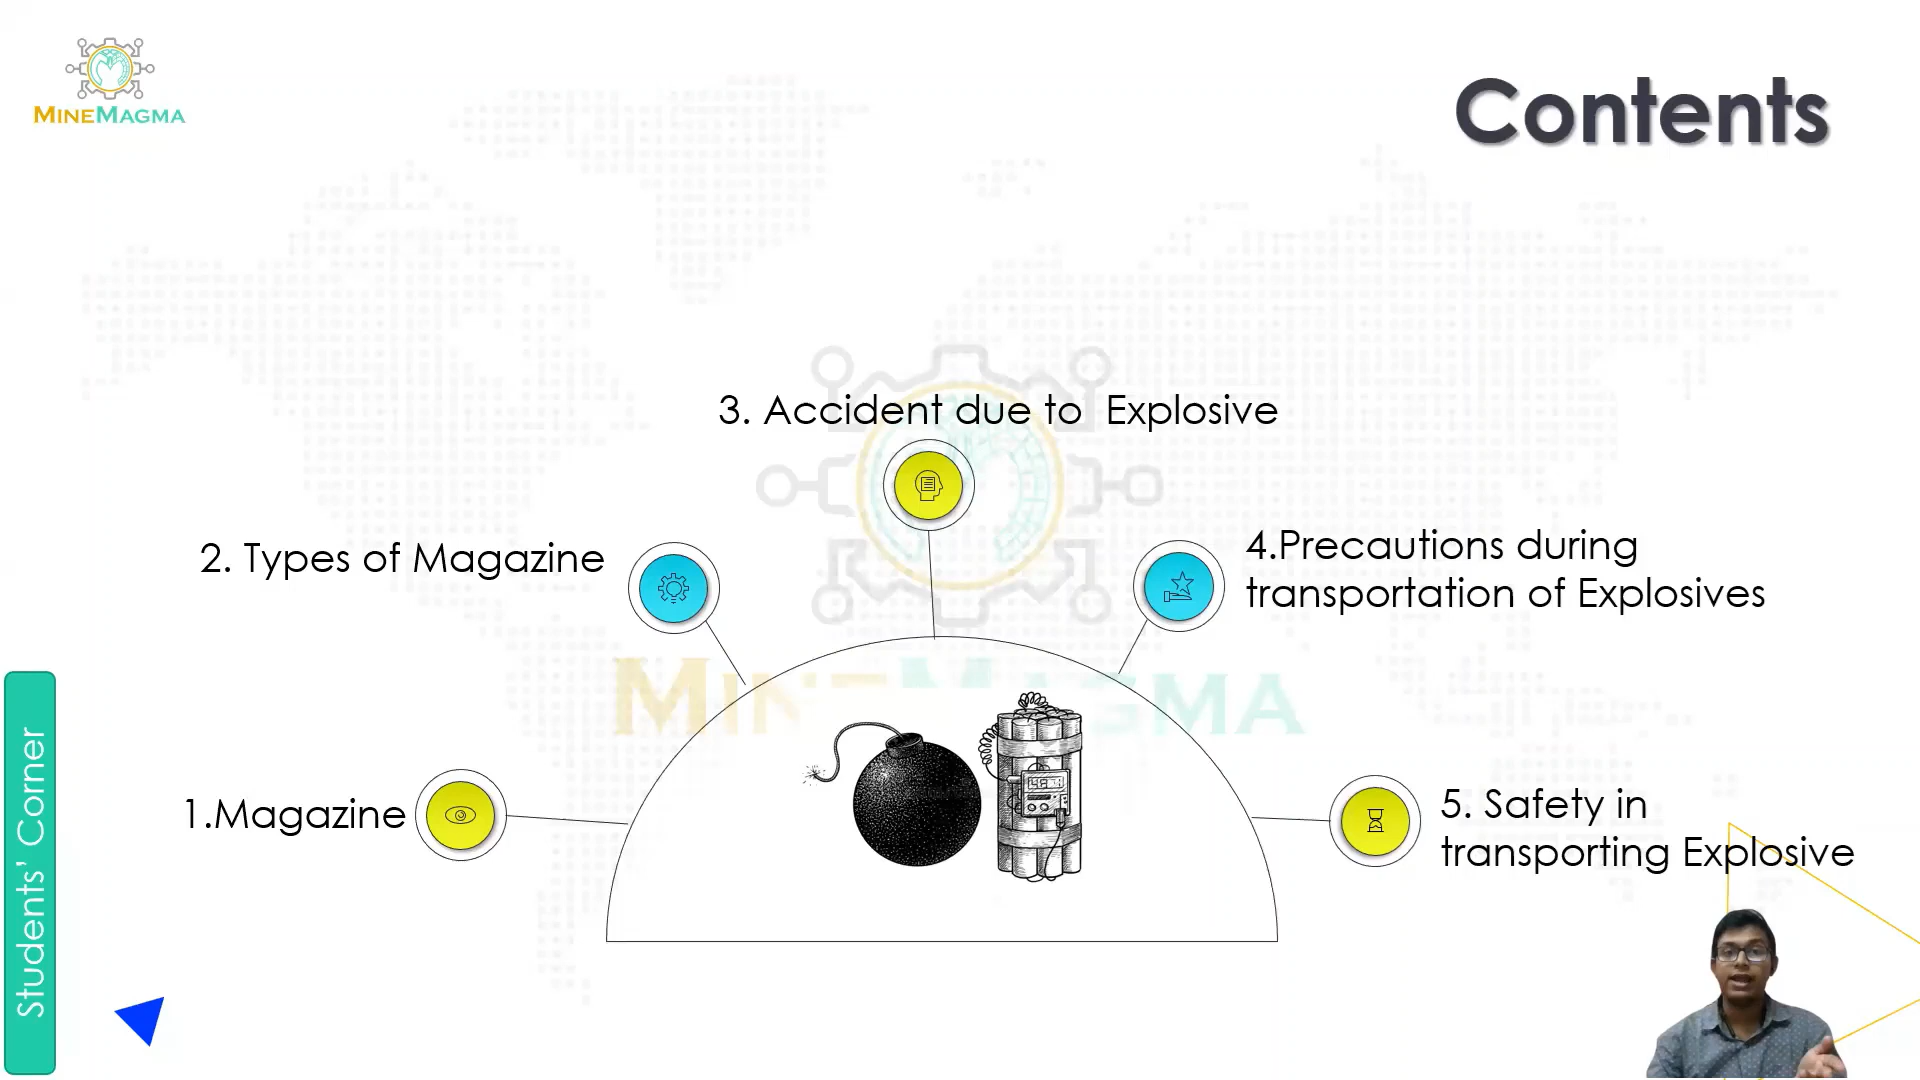 MINEMAGMA
Contents
3. Accident due to Explosive
2. Types of Magazine
4.Precautions during
transportation of Explosives
MINEMAGMA
1.Magazine
5. Safety in
transporting Explosive
Students' Corner